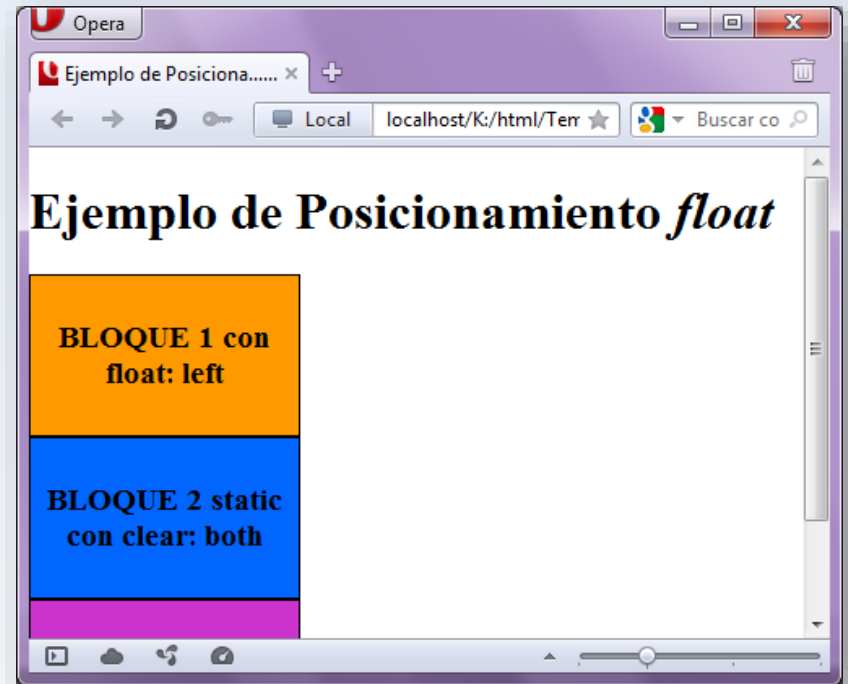 Opera
Ejemplo de Posiciona......
Local
localhost/K:/html/Tem
Buscar co
Ejemplo de Posicionamiento float
BLOQUE 1 con
float: left
BLOQUE 2 static
con clear: both